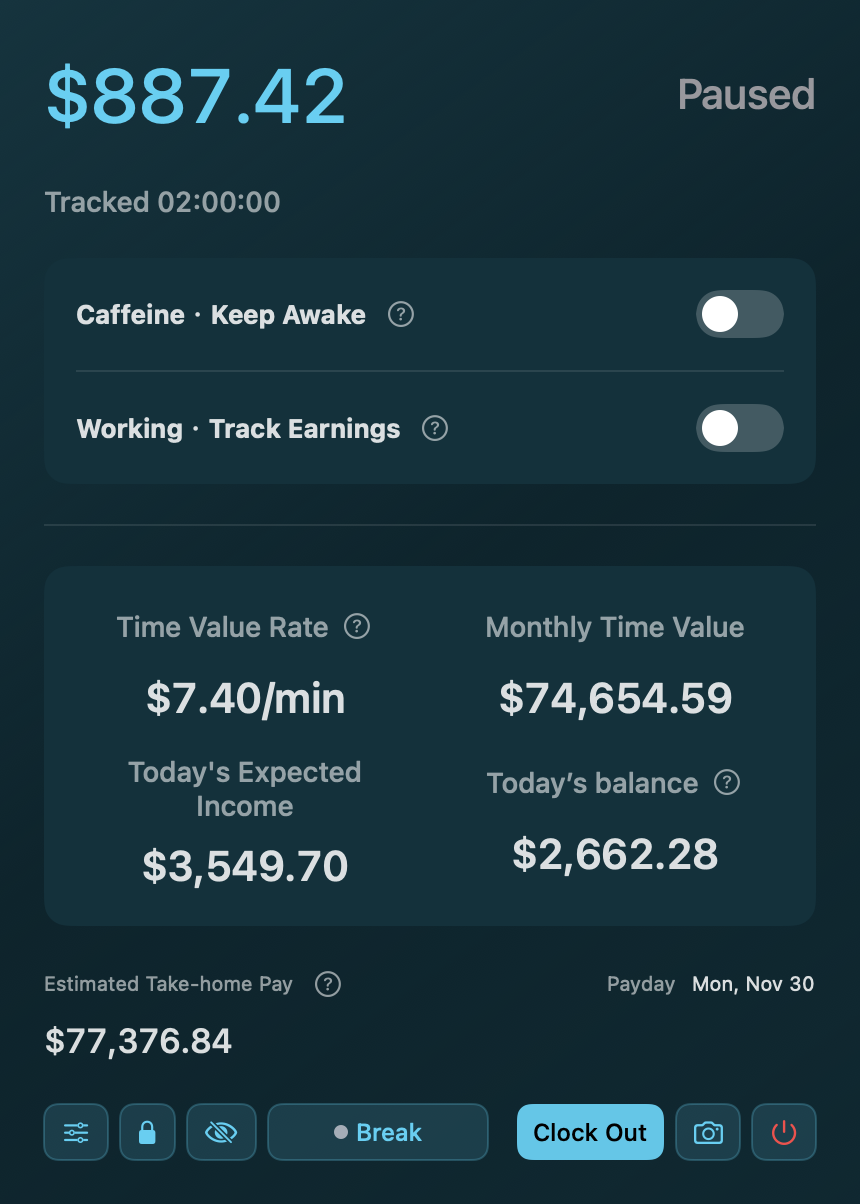 $887.42
Paused
Tracked 02:00:00
Caffeine · Keep Awake ?
Working · Track Earnings ?
Time Value Rate ?
$7.40/min
Monthly Time Value
$74,654.59
Today's Expected
Income
$3,549.70
Today’s balance ?
$2,662.28
Estimated Take-home Pay ?
Payday Mon, Nov 30
$77,376.84
Break
Clock Out